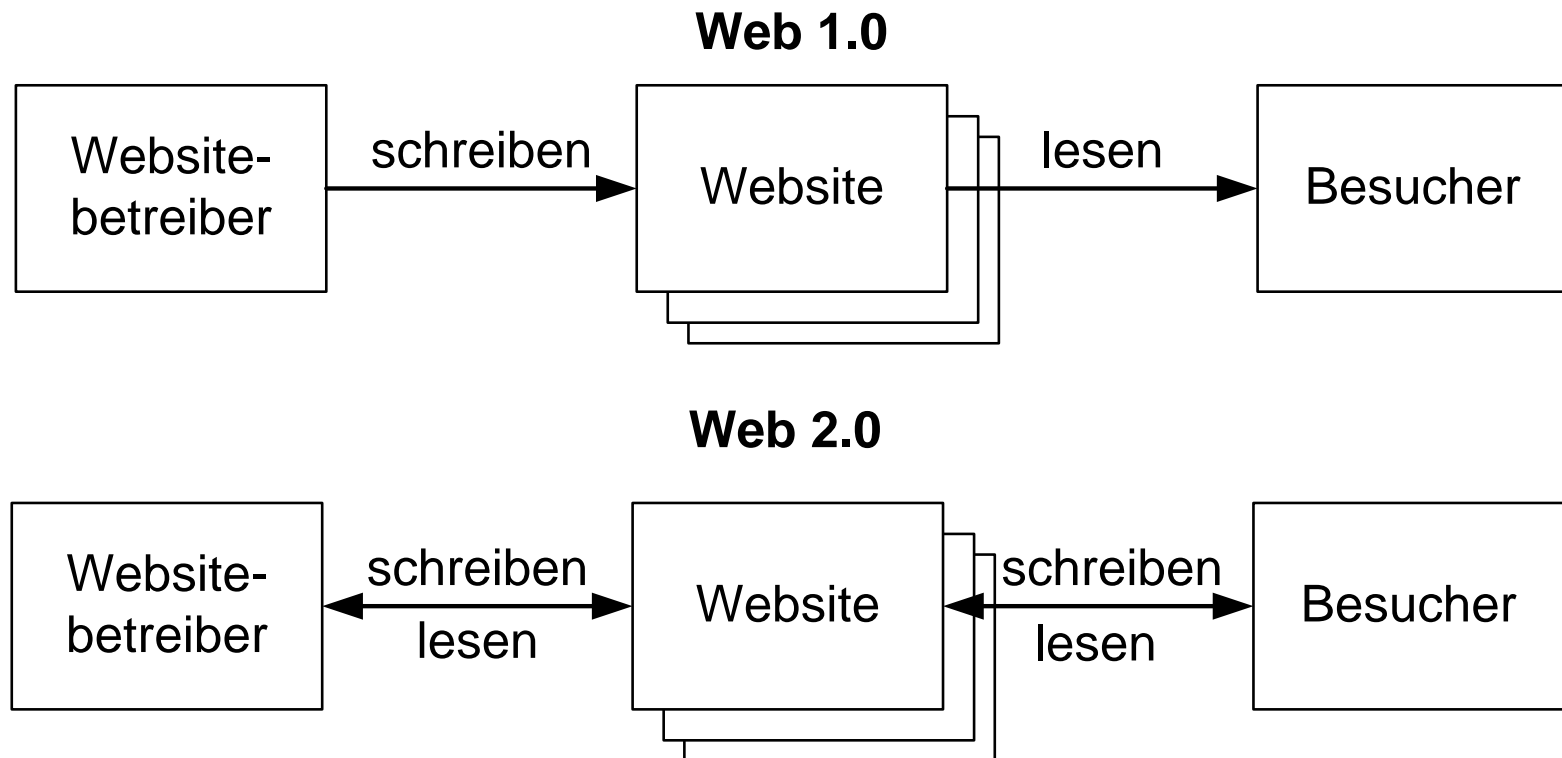 Web 1.0
Website-
betreiber
schreiben
Website
lesen
Besucher
Web 2.0
Website-
betreiber
schreiben
lesen
Website
schreiben
lesen
Besucher